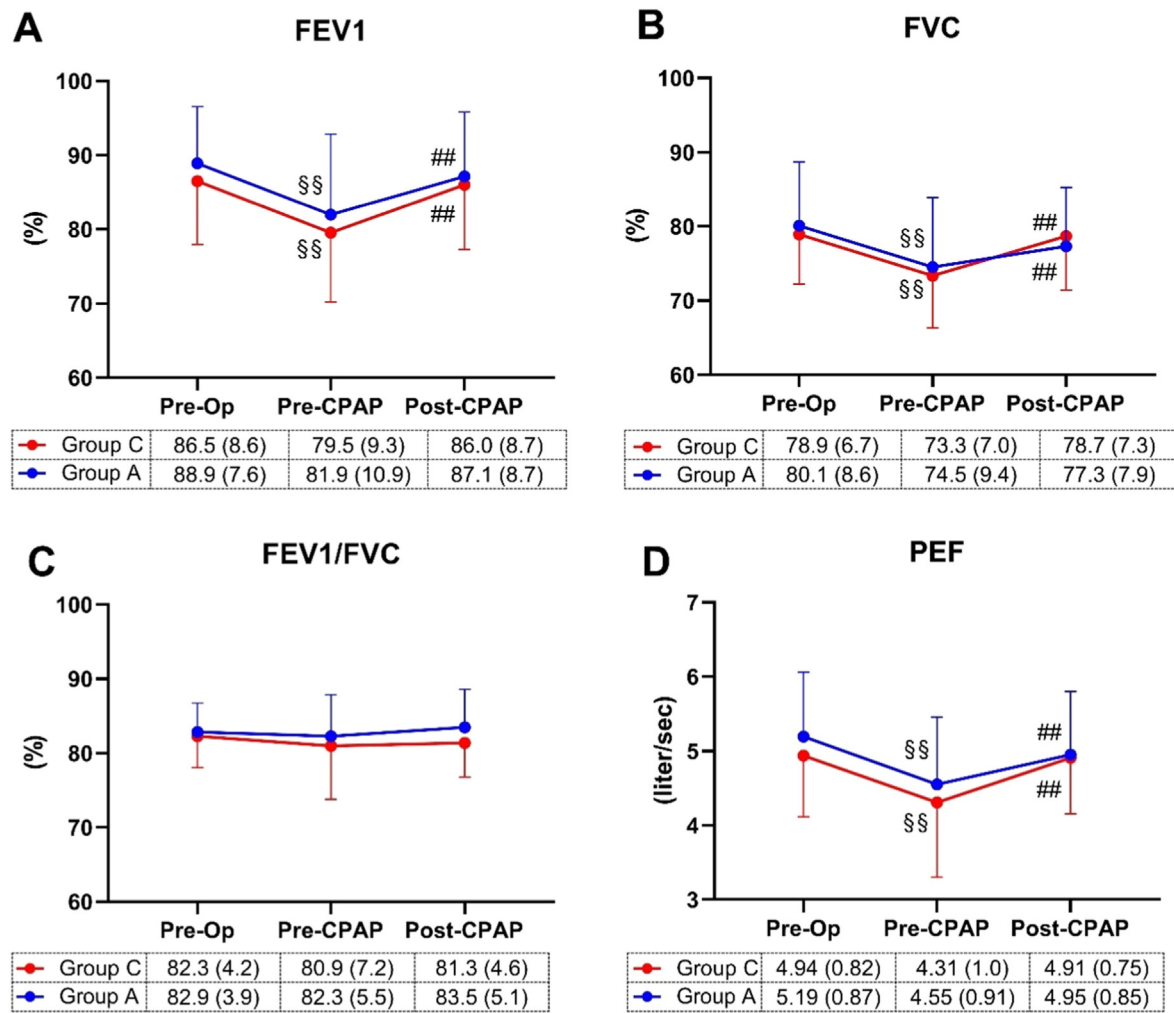 A
FEV1
(%)
100
90
80
70
60
§§
§§
##
##
Pre-Op Pre-CPAP Post-CPAP
Group C 86.5 (8.6) 79.5 (9.3) 86.0 (8.7)
Group A 88.9 (7.6) 81.9 (10.9) 87.1 (8.7)
B
FVC
(%)
100
90
80
70
60
§§
§§
##
##
Pre-Op Pre-CPAP Post-CPAP
Group C 78.9 (6.7) 73.3 (7.0) 78.7 (7.3)
Group A 80.1 (8.6) 74.5 (9.4) 77.3 (7.9)
C
FEV1/FVC
(%)
100
90
80
70
60
Pre-Op Pre-CPAP Post-CPAP
Group C 82.3 (4.2) 80.9 (7.2) 81.3 (4.6)
Group A 82.9 (3.9) 82.3 (5.5) 83.5 (5.1)
D
PEF
(liter/sec)
7
6
5
4
3
§§
§§
##
##
Pre-Op Pre-CPAP Post-CPAP
Group C 4.94 (0.82) 4.31 (1.0) 4.91 (0.75)
Group A 5.19 (0.87) 4.55 (0.91) 4.95 (0.85)